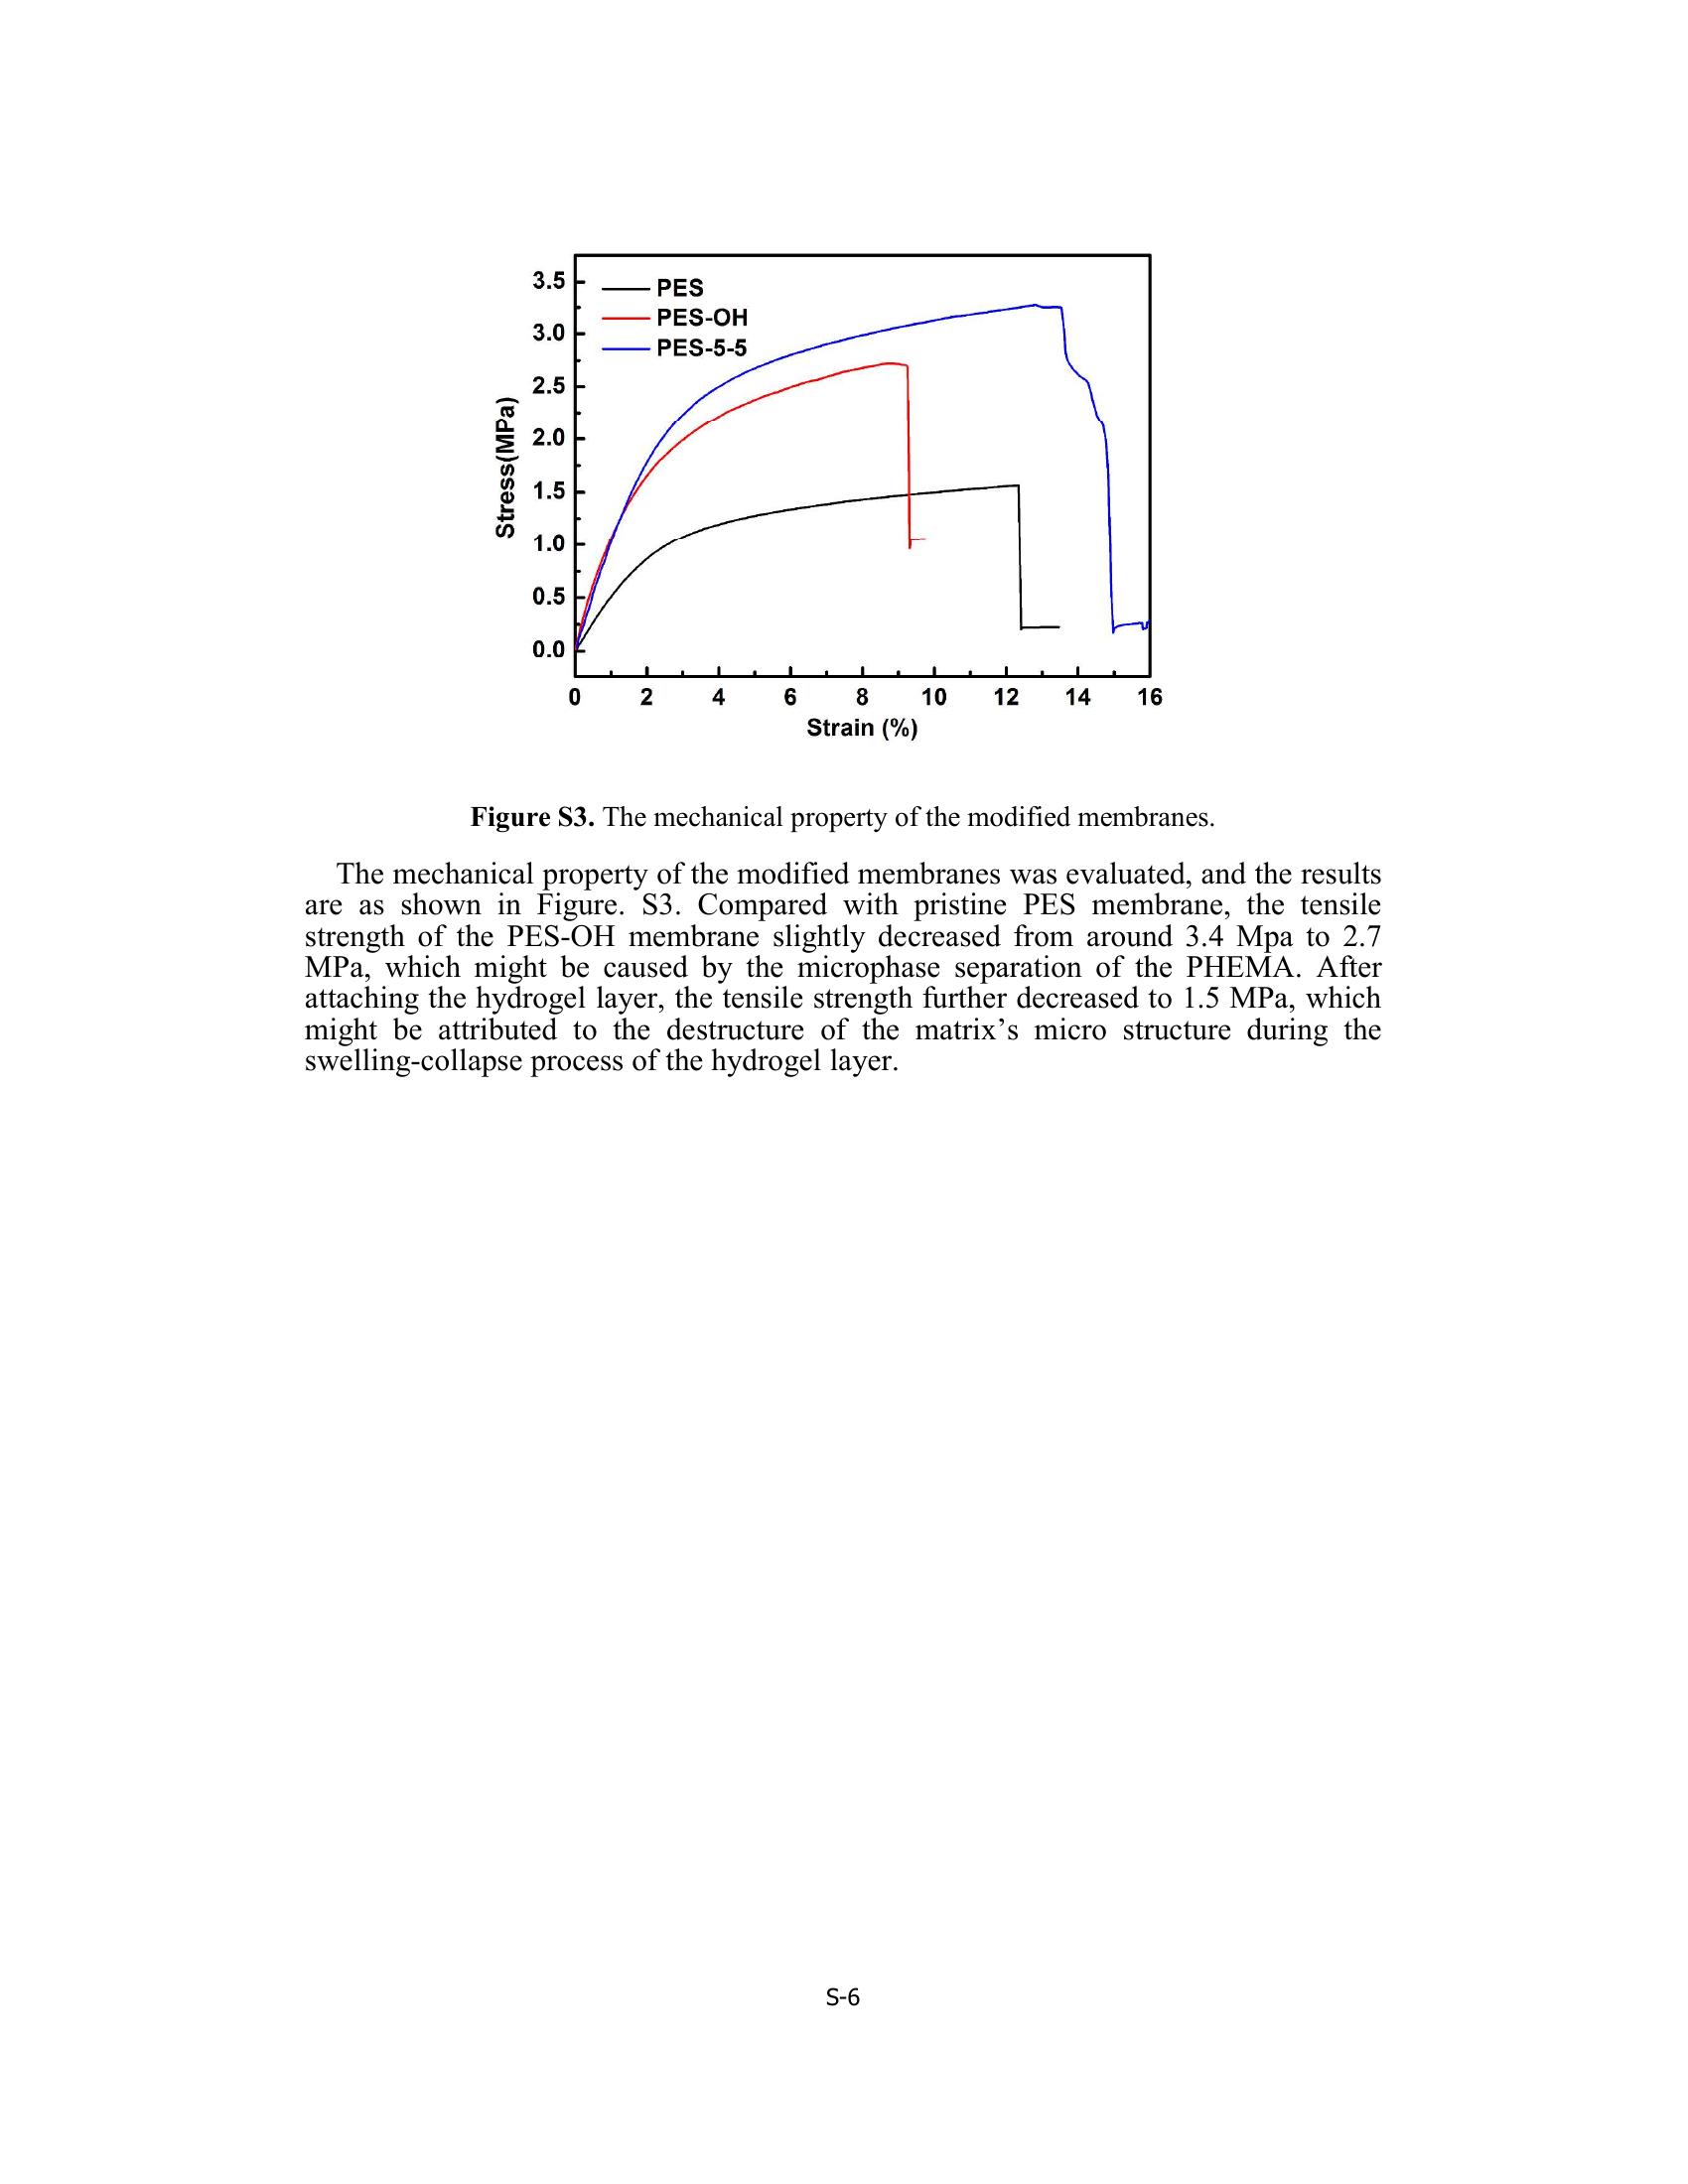 3.5
3.0
2.5
2.0
1.5
1.0
0.5
0.0
Stress(MPa)
PES
PES-OH
PES-5-5
0 2 4 6 8 10 12 14 16
Strain (%)
Figure S3. The mechanical property of the modified membranes.
The mechanical property of the modified membranes was evaluated, and the results
are as shown in Figure. S3. Compared with pristine PES membrane, the tensile
strength of the PES-OH membrane slightly decreased from around 3.4 Mpa to 2.7
MPa, which might be caused by the microphase separation of the PHEMA. After
attaching the hydrogel layer, the tensile strength further decreased to 1.5 MPa, which
might be attributed to the destructure of the matrix’s micro structure during the
swelling-collapse process of the hydrogel layer.
S-6